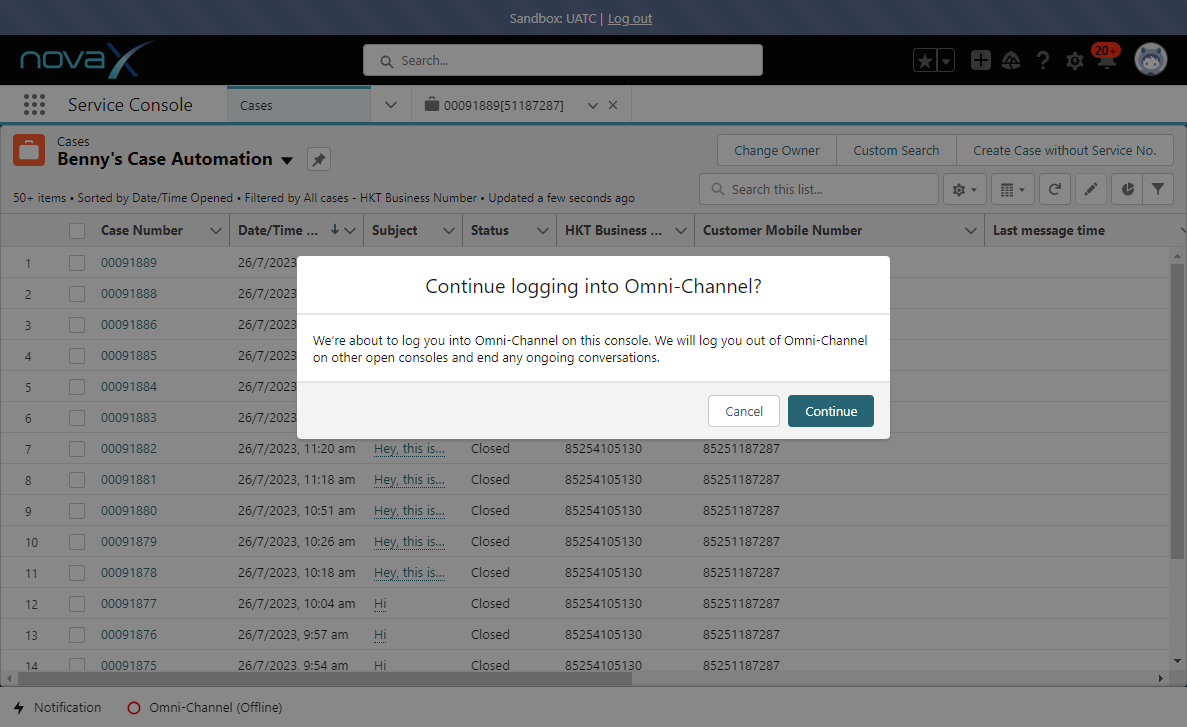 Sandbox: UATC | Log out
novaX
Search...
20+
Service Console
Cases
00091889[51187287]
Cases
Benny's Case Automation
Change Owner
Custom Search
Create Case without Service No.
50+ items • Sorted by Date/Time Opened • Filtered by All cases - HKT Business Number • Updated a few seconds ago
Search this list...
Case Number Date/Time ... Subject Status HKT Business ... Customer Mobile Number Last message time
1 00091889 26/7/2023
2 00091888 26/7/2023
3 00091886 26/7/2023
4 00091885 26/7/2023
5 00091884 26/7/2023
6 00091883 26/7/2023
Continue logging into Omni-Channel?
We're about to log you into Omni-Channel on this console. We will log you out of Omni-Channel
on other open consoles and end any ongoing conversations.
Cancel
Continue
7 00091882 26/7/2023, 11:20 am Hey, this is... Closed 85254105130 85251187287
8 00091881 26/7/2023, 11:18 am Hey, this is... Closed 85254105130 85251187287
9 00091880 26/7/2023, 10:51 am Hey, this is... Closed 85254105130 85251187287
10 00091879 26/7/2023, 10:26 am Hey, this is... Closed 85254105130 85251187287
11 00091878 26/7/2023, 10:18 am Hey, this is... Closed 85254105130 85251187287
12 00091877 26/7/2023, 10:04 am Hi Closed 85254105130 85251187287
13 00091876 26/7/2023, 9:57 am Hi Closed 85254105130 85251187287
14 00091875 26/7/2023, 9:54 am Hi Closed 85254105130 85251187287
Notification
Omni-Channel (Offline)